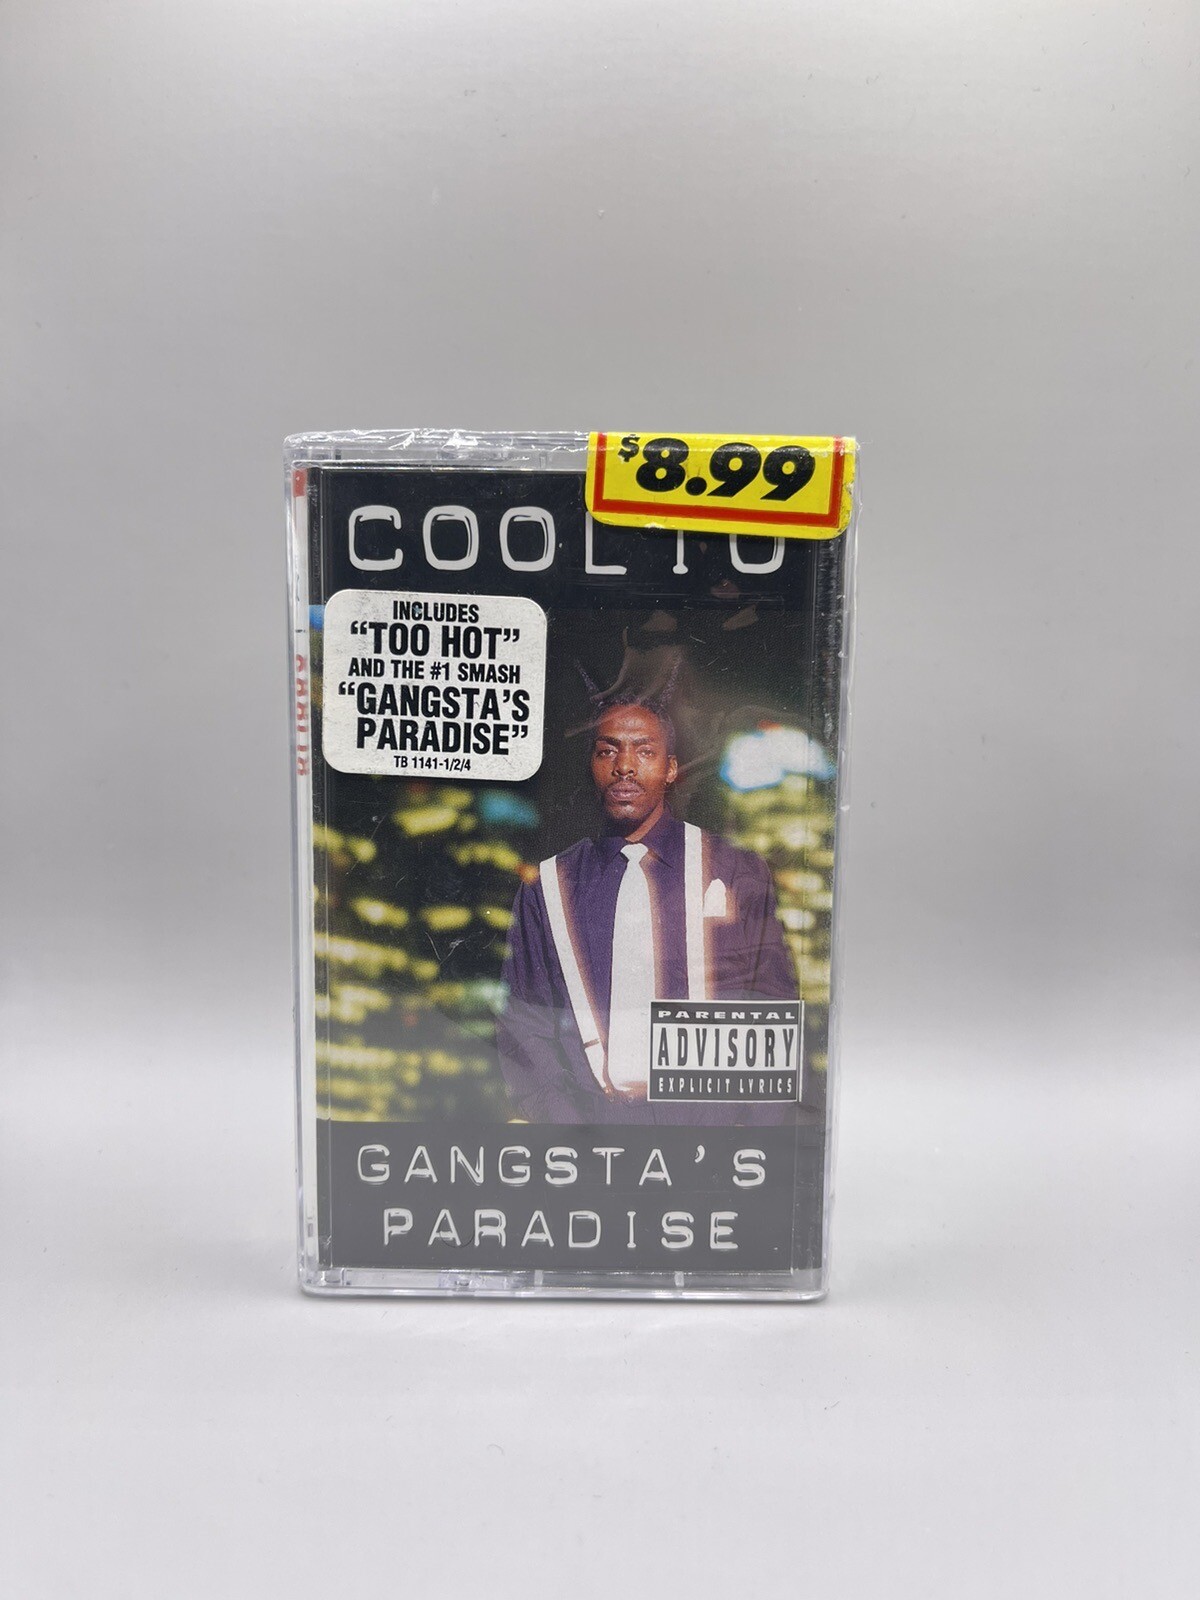 $8.99
COOLIO
INCLUDES
“TOO HOT”
AND THE #1 SMASH
“GANGSTA’S
PARADISE”
TB 1141-1/2/4
PARENTAL
ADVISORY
EXPLICIT LYRICS
GANGSTA’S
PARADISE